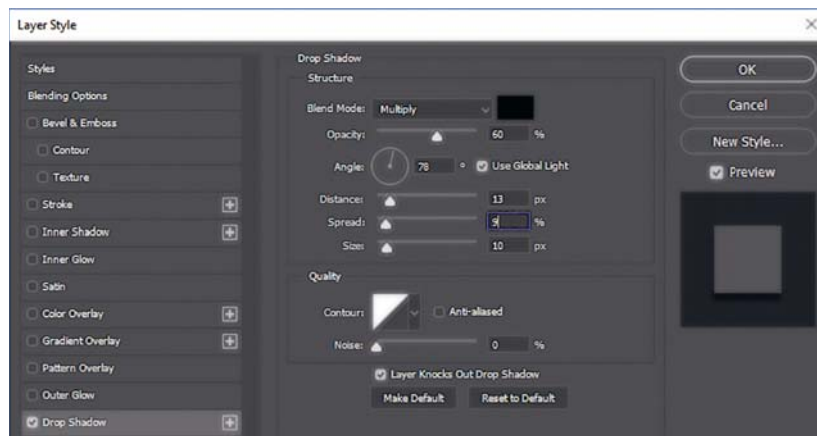 Layer Style
Styles
Blending Options
Bevel & Emboss
Contour
Texture
Stroke
Inner Shadow
Inner Glow
Satin
Color Overlay
Gradient Overlay
Pattern Overlay
Outer Glow
Drop Shadow
Drop Shadow
Structure
Blend Mode: Multiply
Opacity: 60 %
Angle: 78 ° Use Global Light
Distance: 13 px
Spread: 9 %
Size: 10 px
Quality
Contour: Anti-aliased
Noise: 0 %
Layer Knocks Out Drop Shadow
Make Default Reset to Default
OK
Cancel
New Style...
Preview